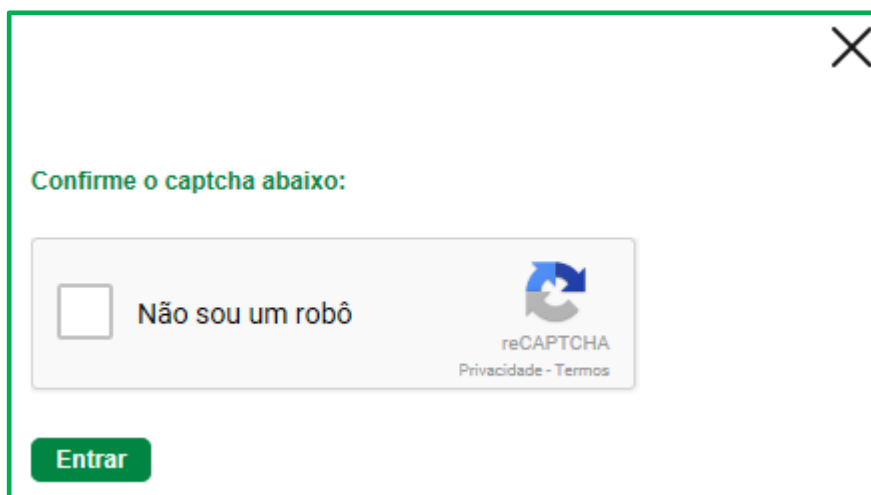 Confirme o captcha abaixo:
Não sou um robô
reCAPTCHA
Privacidade - Termos
Entrar